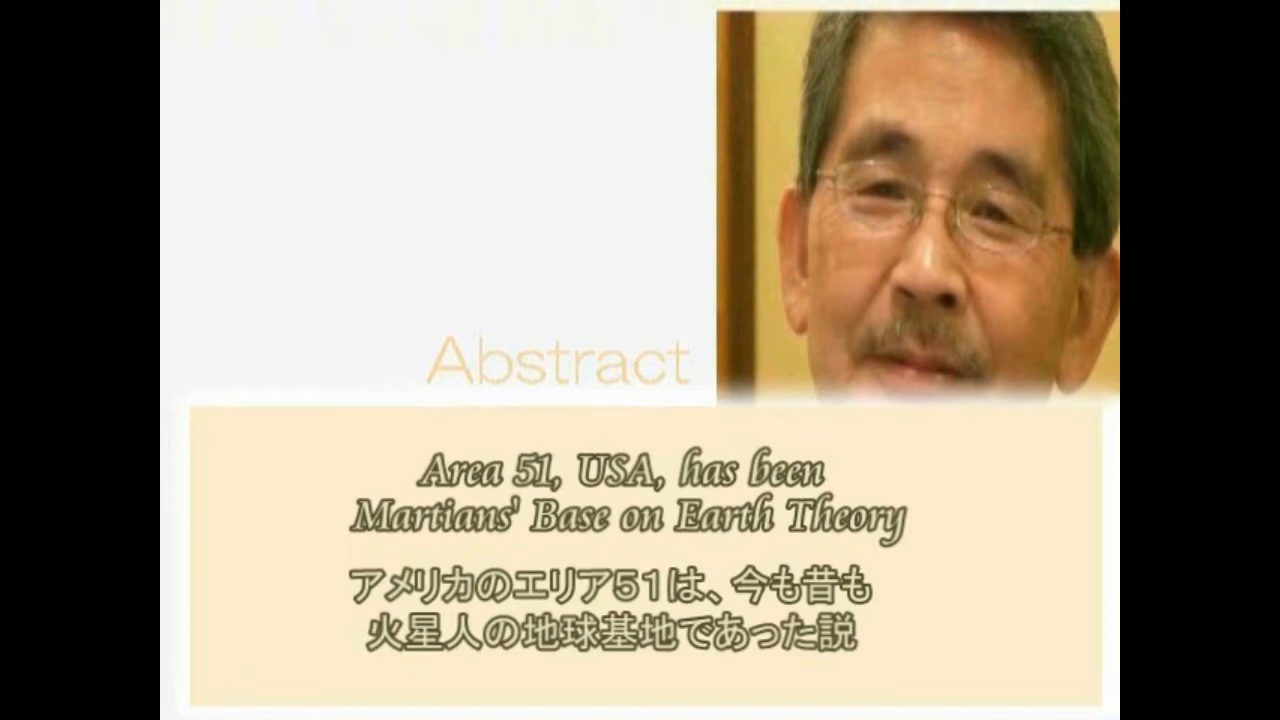 Abstract
Area 51, USA, has been
Martians' Base on Earth Theory
アメリカのエリア５１は、今も昔も
火星人の地球基地であった説